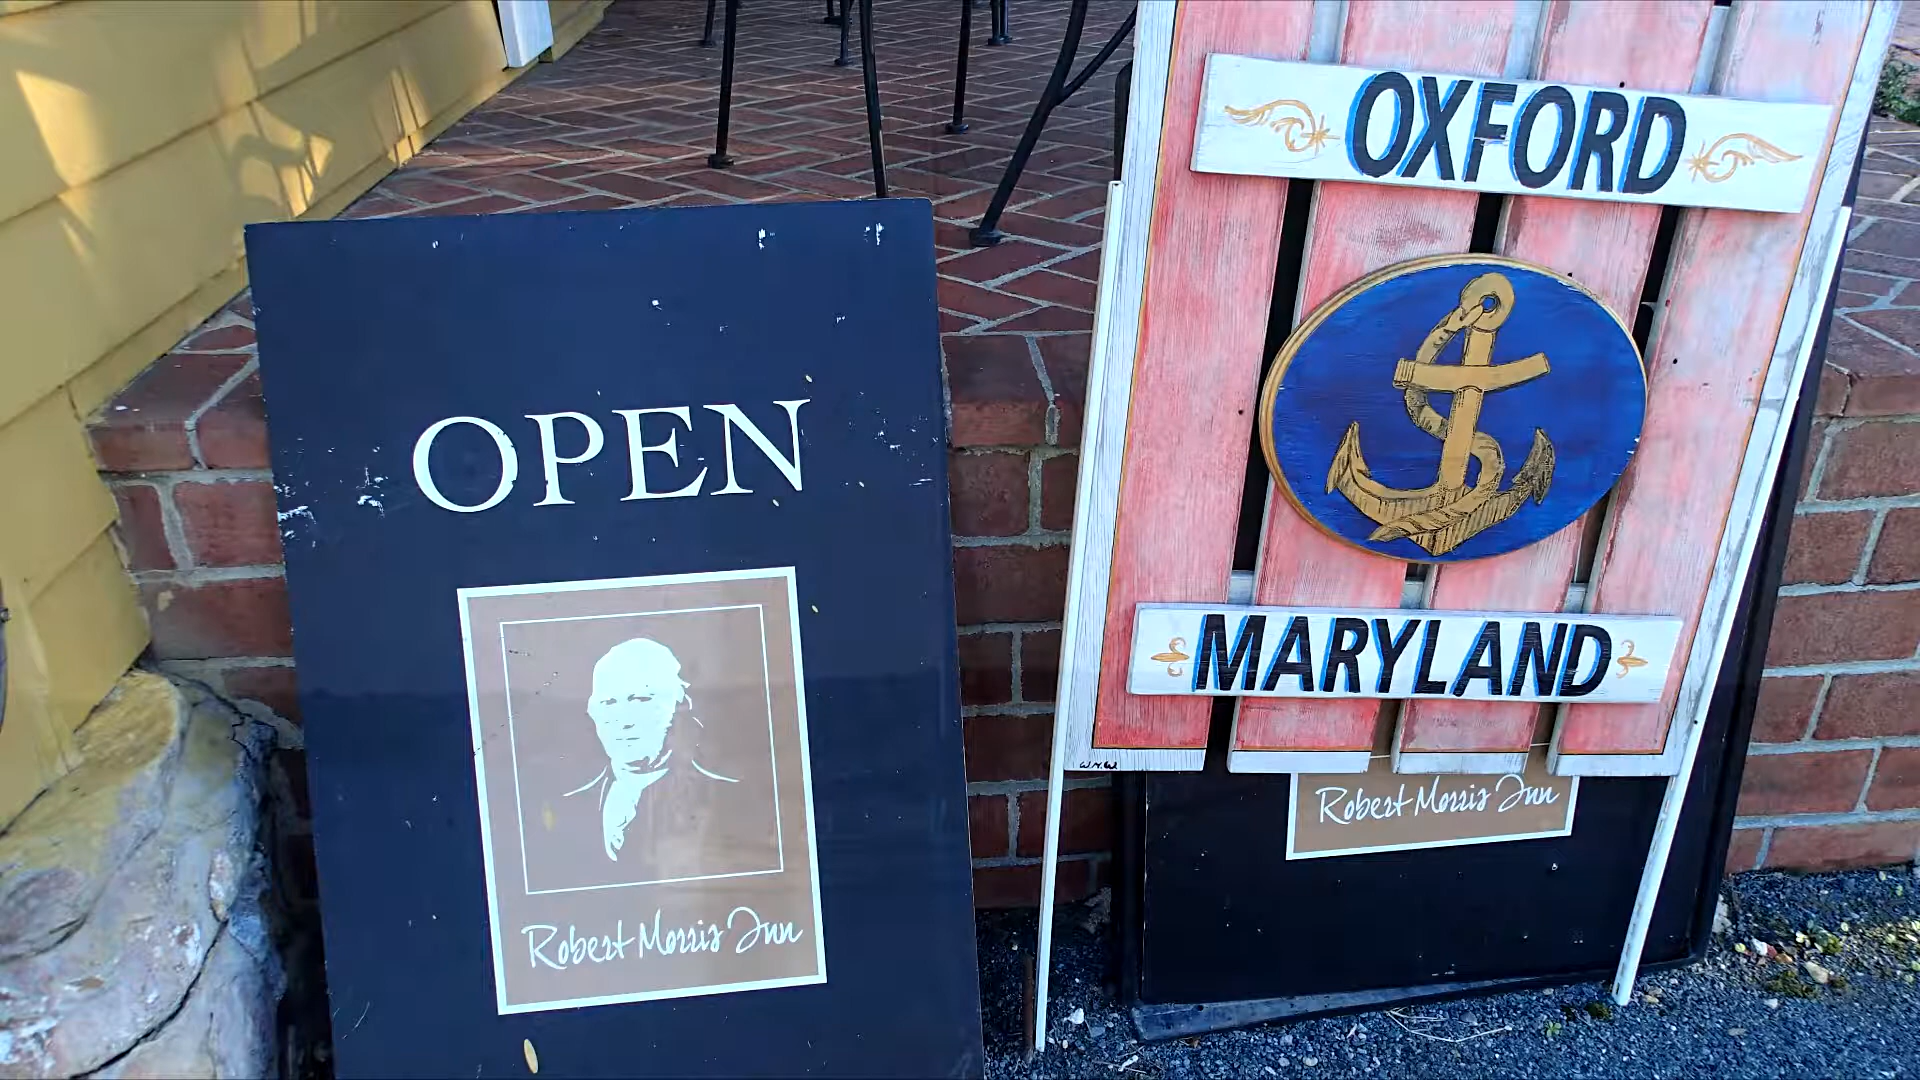 OPEN
Robert Morris Inn
OXFORD
MARYLAND
W.M.W.
Robert Morris Inn